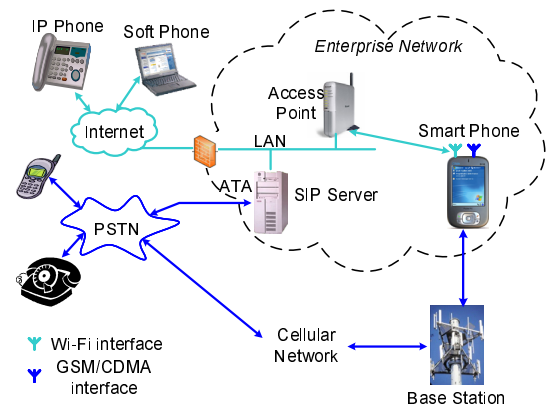 IP Phone
Soft Phone
Enterprise Network
Access
Point
Smart Phone
Internet
LAN
ATA
SIP Server
PSTN
Cellular
Network
Wi-Fi interface
GSM/CDMA
interface
Base Station